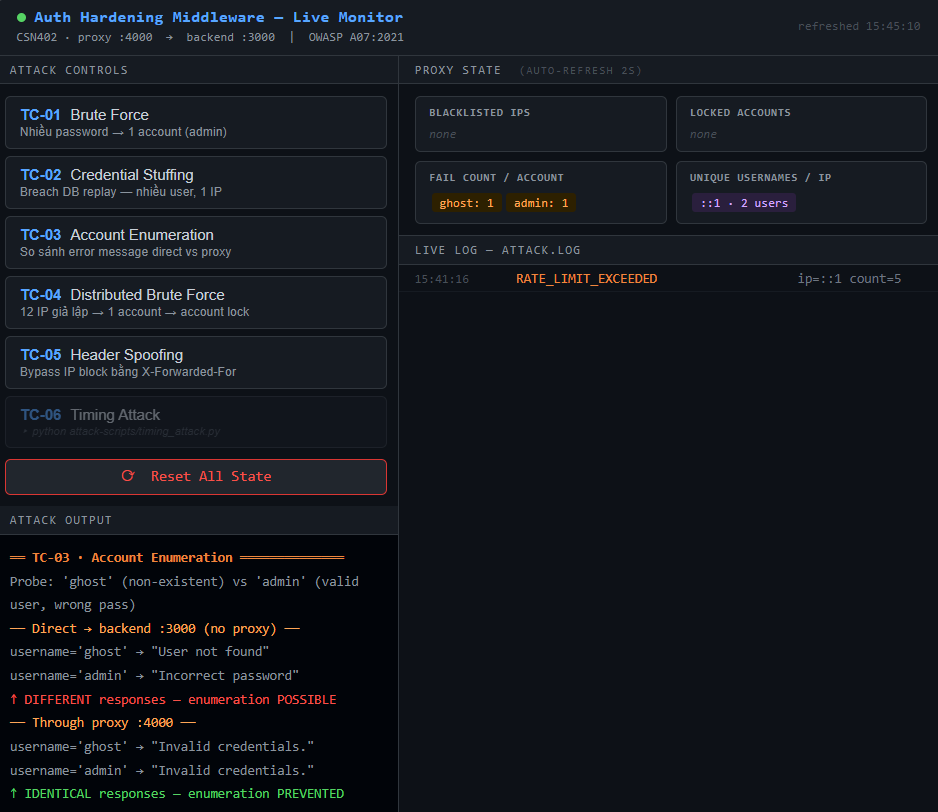 Auth Hardening Middleware — Live Monitor
CSN402 · proxy :4000 → backend :3000 | OWASP A07:2021
refreshed 15:45:10
ATTACK CONTROLS
TC-01 Brute Force
Nhiều password → 1 account (admin)
TC-02 Credential Stuffing
Breach DB replay — nhiều user, 1 IP
TC-03 Account Enumeration
So sánh error message direct vs proxy
TC-04 Distributed Brute Force
12 IP giả lập → 1 account → account lock
TC-05 Header Spoofing
Bypass IP block bằng X-Forwarded-For
TC-06 Timing Attack
• python attack-scripts/timing_attack.py
⟳ Reset All State
ATTACK OUTPUT
══ TC-03 · Account Enumeration ══════════════
Probe: 'ghost' (non-existent) vs 'admin' (valid
user, wrong pass)
── Direct → backend :3000 (no proxy) ──
username='ghost' → "User not found"
username='admin' → "Incorrect password"
↑ DIFFERENT responses — enumeration POSSIBLE
── Through proxy :4000 ──
username='ghost' → "Invalid credentials."
username='admin' → "Invalid credentials."
↑ IDENTICAL responses — enumeration PREVENTED
PROXY STATE (AUTO-REFRESH 2S)
BLACKLISTED IPS
none
LOCKED ACCOUNTS
none
FAIL COUNT / ACCOUNT
ghost: 1 admin: 1
UNIQUE USERNAMES / IP
::1 · 2 users
LIVE LOG — ATTACK.LOG
15:41:16 RATE_LIMIT_EXCEEDED ip=::1 count=5